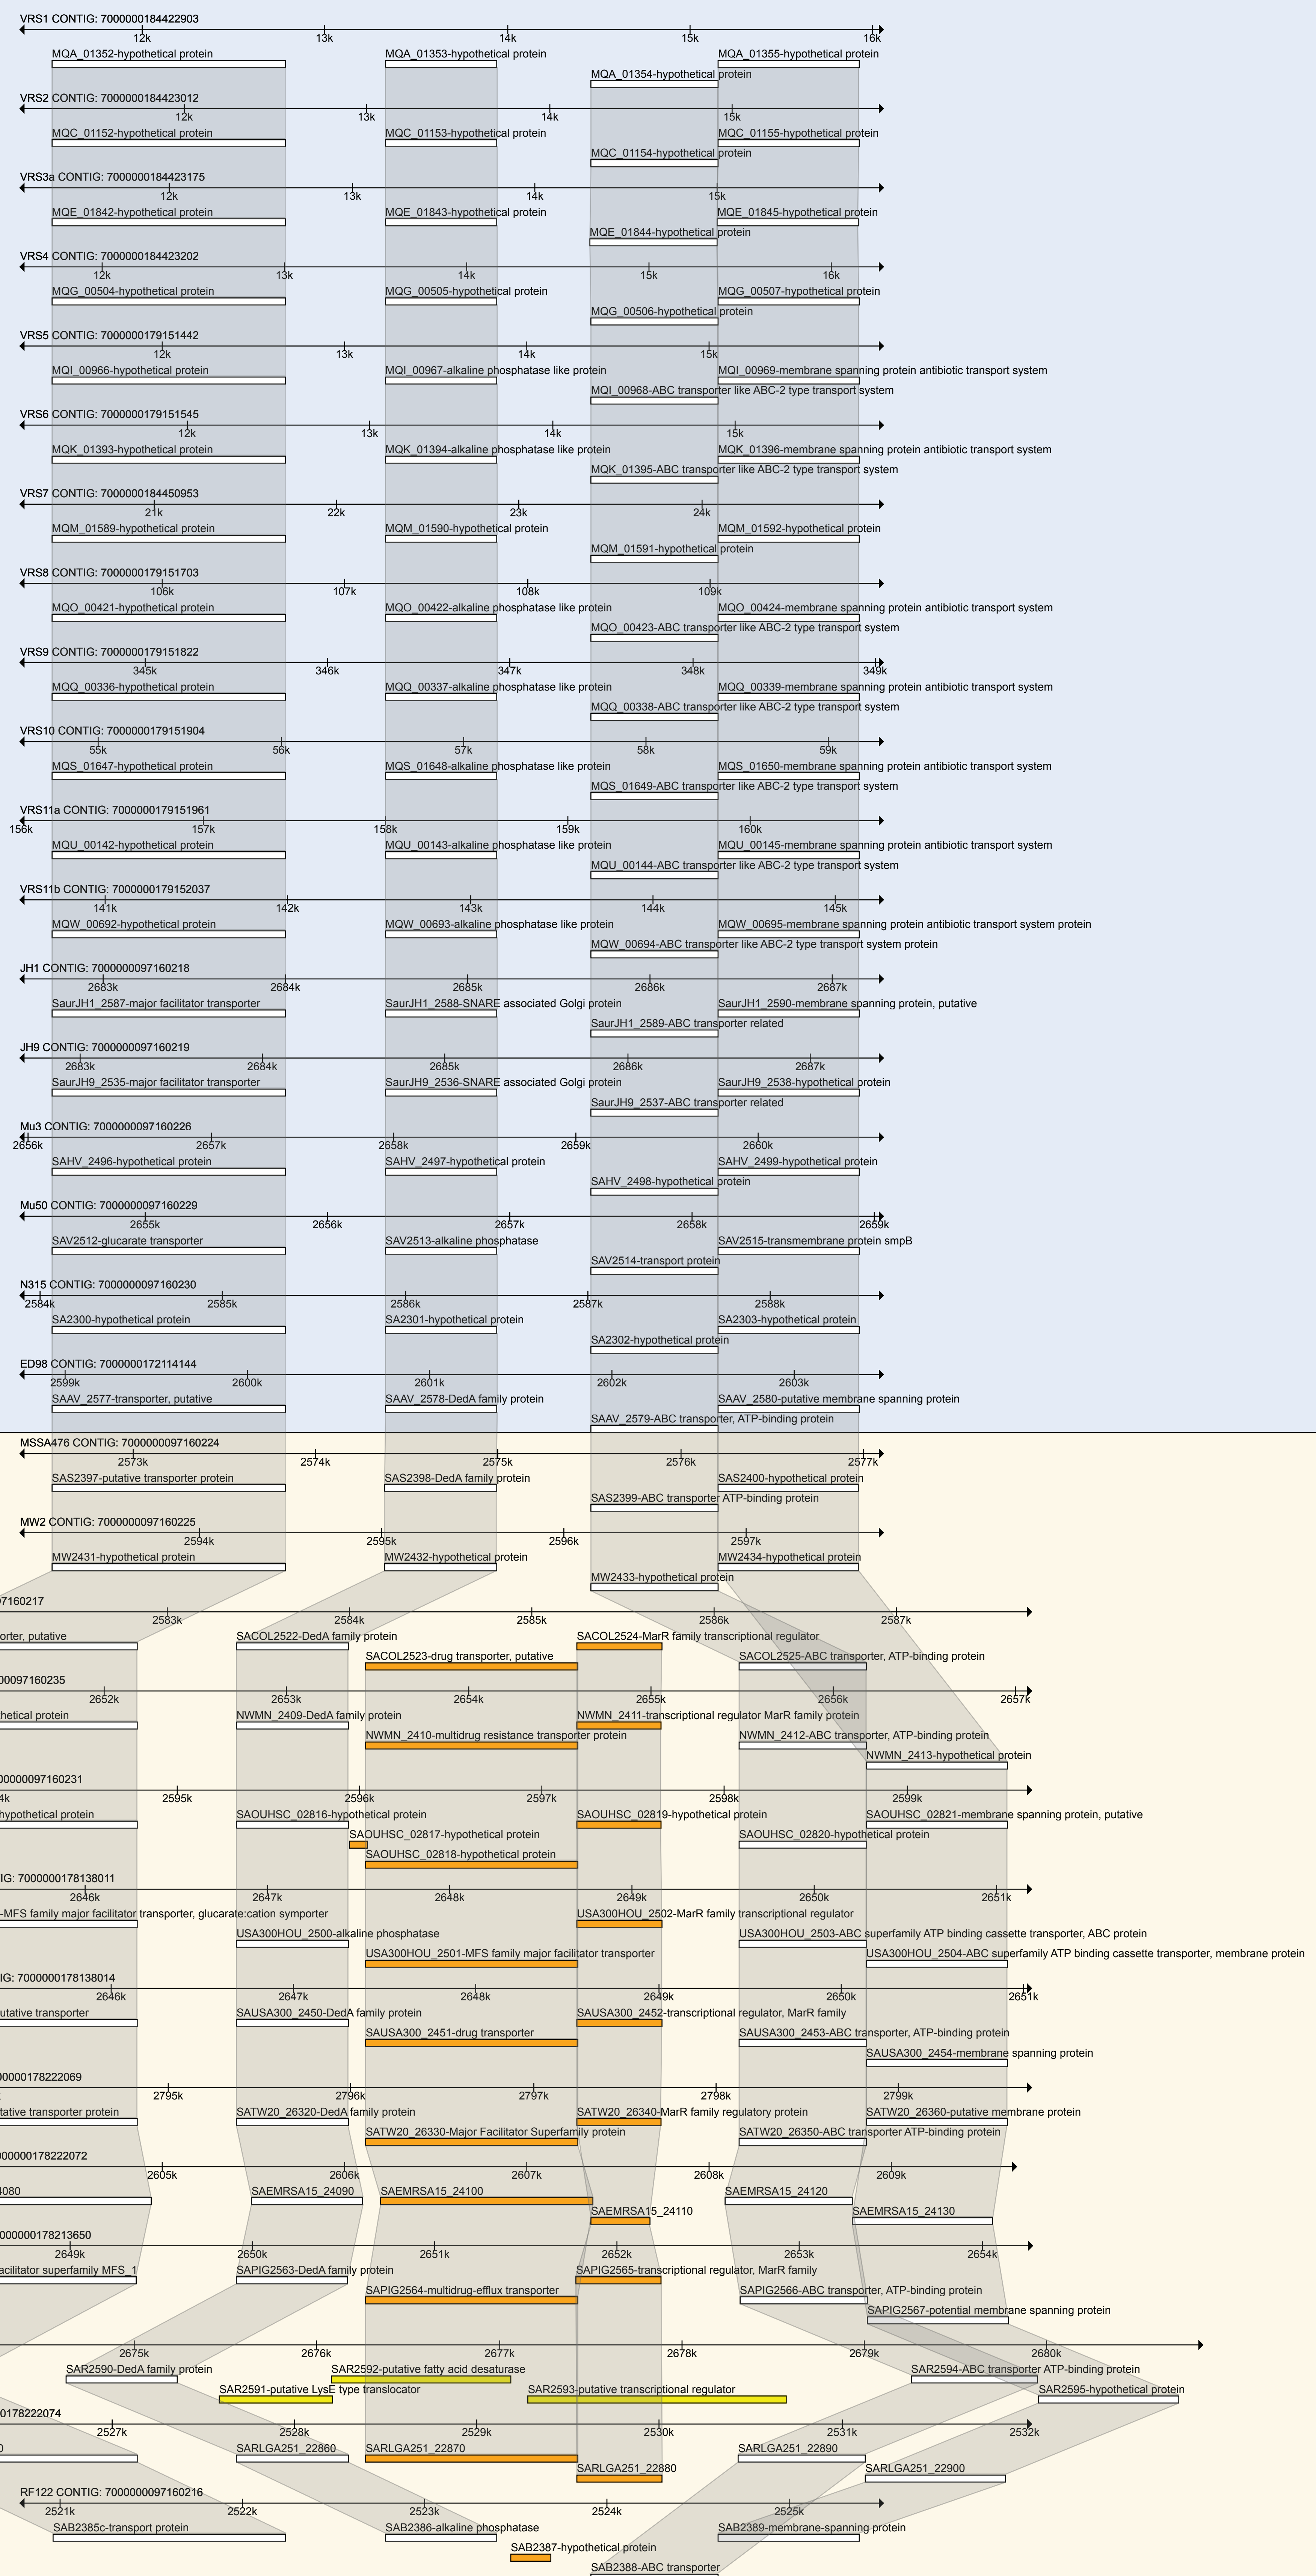 VRS1 CONTIG: 7000000184422903
12k 13k 14k 15k 16k
MQA_01352-hypothetical protein MQA_01353-hypothetical protein MQA_01355-hypothetical protein
MQA_01354-hypothetical protein
VRS2 CONTIG: 7000000184423012
12k 13k 14k 15k
MQC_01152-hypothetical protein MQC_01153-hypothetical protein MQC_01155-hypothetical protein
MQC_01154-hypothetical protein
VRS3a CONTIG: 7000000184423175
12k 13k 14k 15k
MQE_01842-hypothetical protein MQE_01843-hypothetical protein MQE_01845-hypothetical protein
MQE_01844-hypothetical protein
VRS4 CONTIG: 7000000184423202
12k 13k 14k 15k 16k
MQG_00504-hypothetical protein MQG_00505-hypothetical protein MQG_00507-hypothetical protein
MQG_00506-hypothetical protein
VRS5 CONTIG: 7000000179151442
12k 13k 14k 15k
MQI_00966-hypothetical protein MQI_00967-alkaline phosphatase like protein MQI_00969-membrane spanning protein antibiotic transport system
MQI_00968-ABC transporter like ABC-2 type transport system
VRS6 CONTIG: 7000000179151545
12k 13k 14k 15k
MQK_01393-hypothetical protein MQK_01394-alkaline phosphatase like protein MQK_01396-membrane spanning protein antibiotic transport system
MQK_01395-ABC transporter like ABC-2 type transport system
VRS7 CONTIG: 7000000184450953
21k 22k 23k 24k
MQM_01589-hypothetical protein MQM_01590-hypothetical protein MQM_01592-hypothetical protein
MQM_01591-hypothetical protein
VRS8 CONTIG: 7000000179151703
106k 107k 108k 109k
MQO_00421-hypothetical protein MQO_00422-alkaline phosphatase like protein MQO_00424-membrane spanning protein antibiotic transport system
MQO_00423-ABC transporter like ABC-2 type transport system
VRS9 CONTIG: 7000000179151822
345k 346k 347k 348k 349k
MQQ_00336-hypothetical protein MQQ_00337-alkaline phosphatase like protein MQQ_00339-membrane spanning protein antibiotic transport system
MQQ_00338-ABC transporter like ABC-2 type transport system
VRS10 CONTIG: 7000000179151904
55k 56k 57k 58k 59k
MQS_01647-hypothetical protein MQS_01648-alkaline phosphatase like protein MQS_01650-membrane spanning protein antibiotic transport system
MQS_01649-ABC transporter like ABC-2 type transport system
VRS11a CONTIG: 7000000179151961
156k 157k 158k 159k 160k
MQU_00142-hypothetical protein MQU_00143-alkaline phosphatase like protein MQU_00145-membrane spanning protein antibiotic transport system
MQU_00144-ABC transporter like ABC-2 type transport system
VRS11b CONTIG: 7000000179152037
141k 142k 143k 144k 145k
MQW_00692-hypothetical protein MQW_00693-alkaline phosphatase like protein MQW_00695-membrane spanning protein antibiotic transport system protein
MQW_00694-ABC transporter like ABC-2 type transport system protein
JH1 CONTIG: 7000000097160218
2683k 2684k 2685k 2686k 2687k
SaurJH1_2587-major facilitator transporter SaurJH1_2588-SNARE associated Golgi protein SaurJH1_2590-membrane spanning protein, putative
SaurJH1_2589-ABC transporter related
JH9 CONTIG: 7000000097160219
2683k 2684k 2685k 2686k 2687k
SaurJH9_2535-major facilitator transporter SaurJH9_2536-SNARE associated Golgi protein SaurJH9_2538-hypothetical protein
SaurJH9_2537-ABC transporter related
Mu3 CONTIG: 7000000097160226
2656k 2657k 2658k 2659k 2660k
SAHV_2496-hypothetical protein SAHV_2497-hypothetical protein SAHV_2499-hypothetical protein
SAHV_2498-hypothetical protein
Mu50 CONTIG: 7000000097160229
2655k 2656k 2657k 2658k 2659k
SAV2512-glucarate transporter SAV2513-alkaline phosphatase SAV2515-transmembrane protein smpB
SAV2514-transport protein
N315 CONTIG: 7000000097160230
2584k 2585k 2586k 2587k 2588k
SA2300-hypothetical protein SA2301-hypothetical protein SA2303-hypothetical protein
SA2302-hypothetical protein
ED98 CONTIG: 7000000172114144
2599k 2600k 2601k 2602k 2603k
SAAV_2577-transporter, putative SAAV_2578-DedA family protein SAAV_2580-putative membrane spanning protein
SAAV_2579-ABC transporter, ATP-binding protein
MSSA476 CONTIG: 7000000097160224
2573k 2574k 2575k 2576k 2577k
SAS2397-putative transporter protein SAS2398-DedA family protein SAS2400-hypothetical protein
SAS2399-ABC transporter ATP-binding protein
MW2 CONTIG: 7000000097160225
2594k 2595k 2596k 2597k
MW2431-hypothetical protein MW2432-hypothetical protein MW2434-hypothetical protein
MW2433-hypothetical protein
7160217
2583k 2584k 2585k 2586k 2587k
orter, putative SACOL2522-DedA family protein SACOL2524-MarR family transcriptional regulator
SACOL2523-drug transporter, putative SACOL2525-ABC transporter, ATP-binding protein
00097160235
2652k 2653k 2654k 2655k 2656k 2657k
hetical protein NWMN_2409-DedA family protein NWMN_2411-transcriptional regulator MarR family protein
NWMN_2410-multidrug resistance transporter protein NWMN_2412-ABC transporter, ATP-binding protein
NWMN_2413-hypothetical protein
0000097160231
4k 2595k 2596k 2597k 2598k 2599k
hypothetical protein SAOUHSC_02816-hypothetical protein SAOUHSC_02819-hypothetical protein SAOUHSC_02821-membrane spanning protein, putative
SAOUHSC_02817-hypothetical protein SAOUHSC_02820-hypothetical protein
SAOUHSC_02818-hypothetical protein
TIG: 7000000178138011
2646k 2647k 2648k 2649k 2650k 2651k
-MFS family major facilitator transporter, glucarate:cation symporter USA300HOU_2502-MarR family transcriptional regulator
USA300HOU_2500-alkaline phosphatase USA300HOU_2503-ABC superfamily ATP binding cassette transporter, ABC protein
USA300HOU_2501-MFS family major facilitator transporter USA300HOU_2504-ABC superfamily ATP binding cassette transporter, membrane protein
IG: 7000000178138014
2646k 2647k 2648k 2649k 2650k 2651k
utative transporter SAUSA300_2450-DedA family protein SAUSA300_2452-transcriptional regulator, MarR family
SAUSA300_2451-drug transporter SAUSA300_2453-ABC transporter, ATP-binding protein
SAUSA300_2454-membrane spanning protein
00000178222069
2795k 2796k 2797k 2798k 2799k
tative transporter protein SATW20_26320-DedA family protein SATW20_26340-MarR family regulatory protein SATW20_26360-putative membrane protein
SATW20_26330-Major Facilitator Superfamily protein SATW20_26350-ABC transporter ATP-binding protein
000000178222072
2605k 2606k 2607k 2608k 2609k
4080 SAEMRSA15_24090 SAEMRSA15_24100 SAEMRSA15_24120
SAEMRSA15_24110 SAEMRSA15_24130
0000000178213650
2649k 2650k 2651k 2652k 2653k 2654k
acilitator superfamily MFS_1 SAPIG2563-DedA family protein SAPIG2565-transcriptional regulator, MarR family
SAPIG2564-multidrug-efflux transporter SAPIG2566-ABC transporter, ATP-binding protein
SAPIG2567-potential membrane spanning protein
2675k 2676k 2677k 2678k 2679k 2680k
SAR2590-DedA family protein SAR2592-putative fatty acid desaturase SAR2594-ABC transporter ATP-binding protein
SAR2591-putative LysE type translocator SAR2593-putative transcriptional regulator SAR2595-hypothetical protein
0178222074
2527k 2528k 2529k 2530k 2531k 2532k
0 SARLGA251_22860 SARLGA251_22870 SARLGA251_22890
SARLGA251_22880 SARLGA251_22900
RF122 CONTIG: 7000000097160216
2521k 2522k 2523k 2524k 2525k
SAB2385c-transport protein SAB2386-alkaline phosphatase SAB2389-membrane-spanning protein
SAB2387-hypothetical protein
SAB2388-ABC transporter